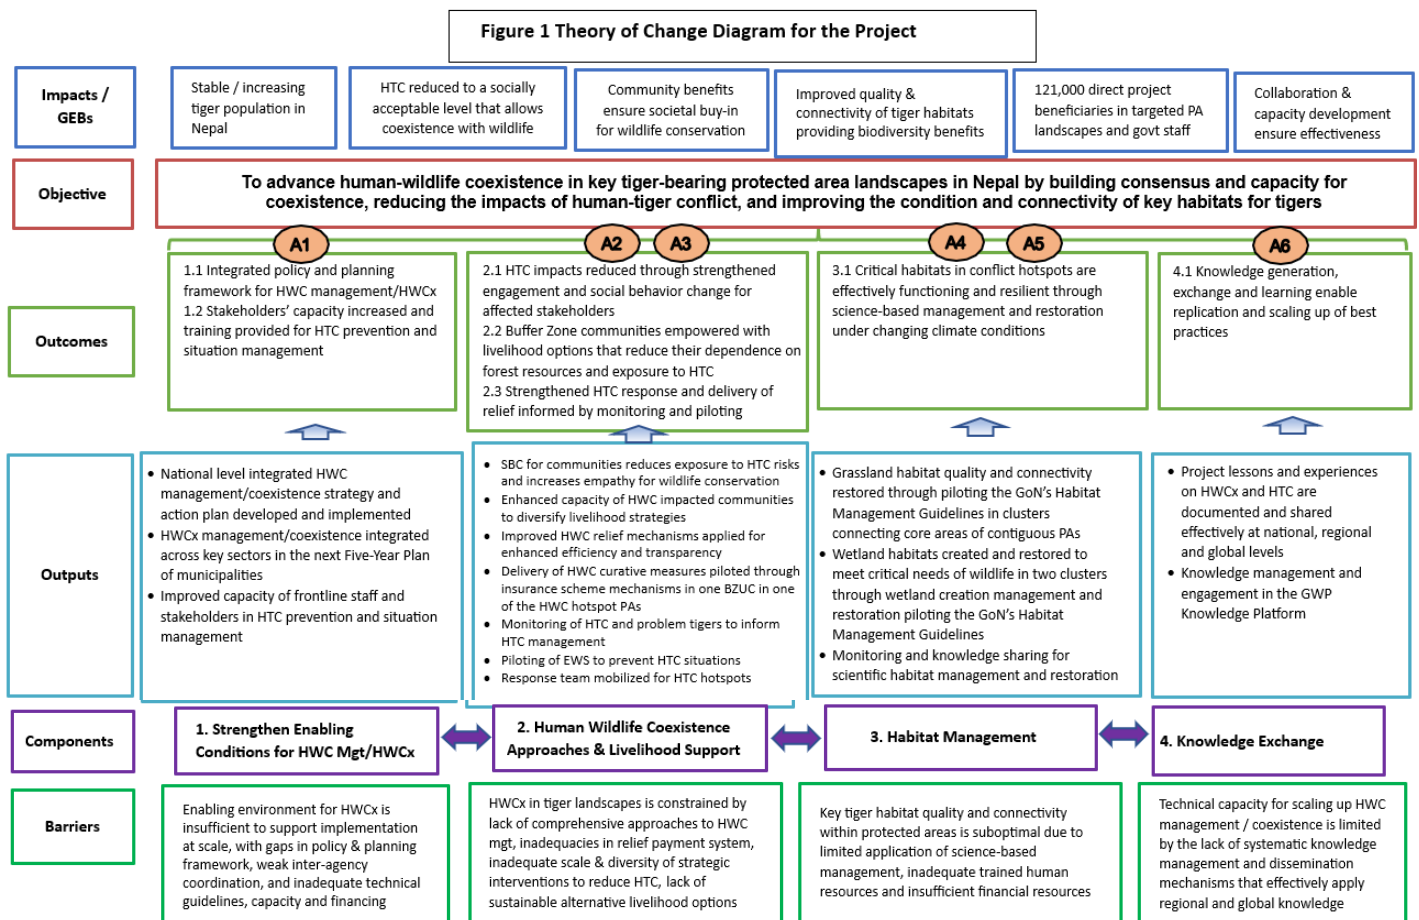 Figure 1 Theory of Change Diagram for the Project
Impacts /
GEBs
Stable / increasing
tiger population in
Nepal
HTC reduced to a socially
acceptable level that allows
coexistence with wildlife
Community benefits
ensure societal buy-in
for wildlife conservation
Improved quality &
connectivity of tiger habitats
providing biodiversity benefits
121,000 direct project
beneficiaries in targeted PA
landscapes and govt staff
Collaboration &
capacity development
ensure effectiveness
Objective
To advance human-wildlife coexistence in key tiger-bearing protected area landscapes in Nepal by building consensus and capacity for
coexistence, reducing the impacts of human-tiger conflict, and improving the condition and connectivity of key habitats for tigers
A1
A2
A3
A4
A5
A6
Outcomes
1.1 Integrated policy and planning
framework for HWC management/HWCx
1.2 Stakeholders’ capacity increased and
training provided for HTC prevention and
situation management
2.1 HTC impacts reduced through strengthened
engagement and social behavior change for
affected stakeholders
2.2 Buffer Zone communities empowered with
livelihood options that reduce their dependence on
forest resources and exposure to HTC
2.3 Strengthened HTC response and delivery of
relief informed by monitoring and piloting
3.1 Critical habitats in conflict hotspots are
effectively functioning and resilient through
science-based management and restoration
under changing climate conditions
4.1 Knowledge generation,
exchange and learning enable
replication and scaling up of best
practices
Outputs
• National level integrated HWC
management/coexistence strategy and
action plan developed and implemented
• HWCx management/coexistence integrated
across key sectors in the next Five-Year Plan
of municipalities
• Improved capacity of frontline staff and
stakeholders in HTC prevention and situation
management
• SBC for communities reduces exposure to HTC risks
and increases empathy for wildlife conservation
• Enhanced capacity of HWC impacted communities
to diversify livelihood strategies
• Improved HWC relief mechanisms applied for
enhanced efficiency and transparency
• Delivery of HWC curative measures piloted through
insurance scheme mechanisms in one BZUC in one
of the HWC hotspot PAs
• Monitoring of HTC and problem tigers to inform
HTC management
• Piloting of EWS to prevent HTC situations
• Response team mobilized for HTC hotspots
• Grassland habitat quality and connectivity
restored through piloting the GoN’s Habitat
Management Guidelines in clusters
connecting core areas of contiguous PAs
• Wetland habitats created and restored to
meet critical needs of wildlife in two clusters
through wetland creation management and
restoration piloting the GoN’s Habitat
Management Guidelines
• Monitoring and knowledge sharing for
scientific habitat management and restoration
• Project lessons and experiences
on HWCx and HTC are
documented and shared
effectively at national, regional
and global levels
• Knowledge management and
engagement in the GWP
Knowledge Platform
Components
1. Strengthen Enabling
Conditions for HWC Mgt/HWCx
2. Human Wildlife Coexistence
Approaches & Livelihood Support
3. Habitat Management
4. Knowledge Exchange
Barriers
Enabling environment for HWCx is
insufficient to support implementation
at scale, with gaps in policy & planning
framework, weak inter-agency
coordination, and inadequate technical
guidelines, capacity and financing
HWCx in tiger landscapes is constrained by
lack of comprehensive approaches to HWC
mgt, inadequacies in relief payment system,
inadequate scale & diversity of strategic
interventions to reduce HTC, lack of
sustainable alternative livelihood options
Key tiger habitat quality and connectivity
within protected areas is suboptimal due to
limited application of science-based
management, inadequate trained human
resources and insufficient financial resources
Technical capacity for scaling up HWC
management / coexistence is limited
by the lack of systematic knowledge
management and dissemination
mechanisms that effectively apply
regional and global knowledge